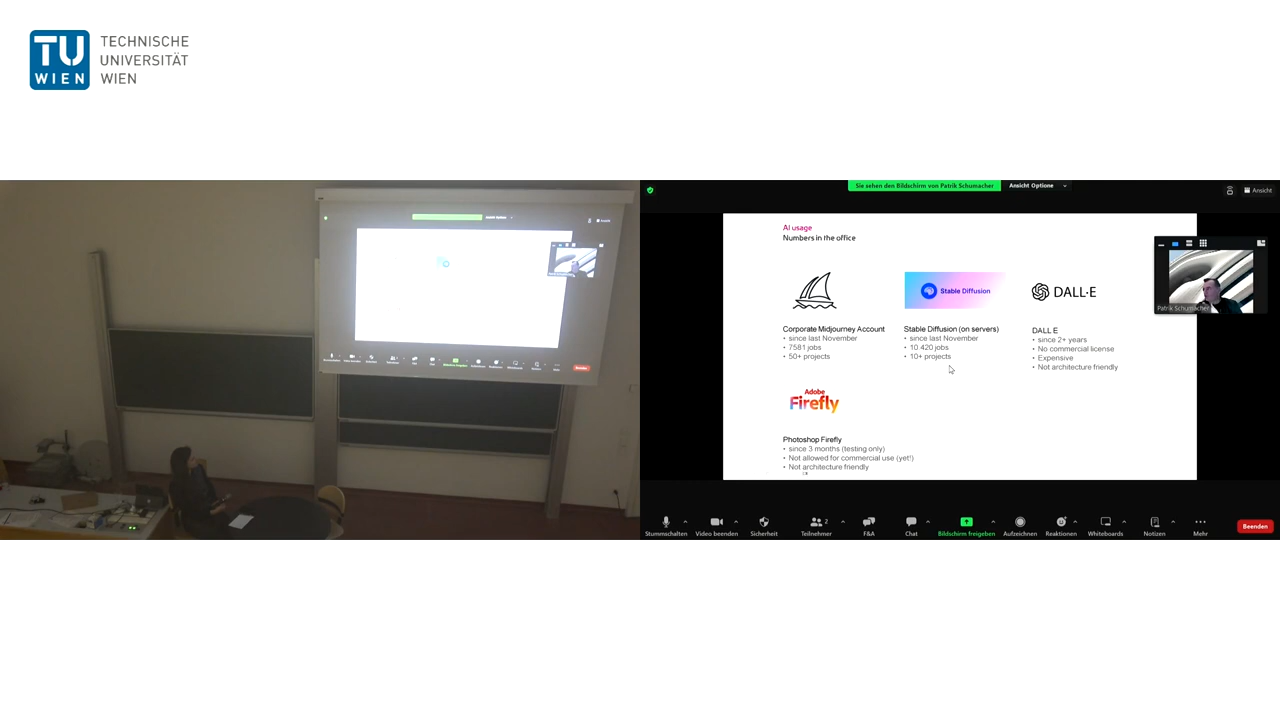 TU
WIEN
TECHNISCHE
UNIVERSITÄT
WIEN
Sie sehen den Bildschirm von Patrik Schumacher
Ansicht Optione
Ansicht
AI usage
Numbers in the office
Stable Diffusion
DALL·E
Corporate Midjourney Account
• since last November
• 7581 jobs
• 50+ projects
Stable Diffusion (on servers)
• since last November
• 10.420 jobs
• 10+ projects
DALL E
• since 2+ years
• No commercial license
• Expensive
• Not architecture friendly
Adobe
Firefly
Photoshop Firefly
• since 3 months (testing only)
• Not allowed for commercial use (yet!)
• Not architecture friendly
Patrik Schumacher
Stummschalten
Video beenden
Sicherheit
2
Teilnehmer
F&A
Chat
Bildschirm freigeben
Aufzeichnen
Reaktionen
Whiteboards
Notizen
Mehr
Beenden